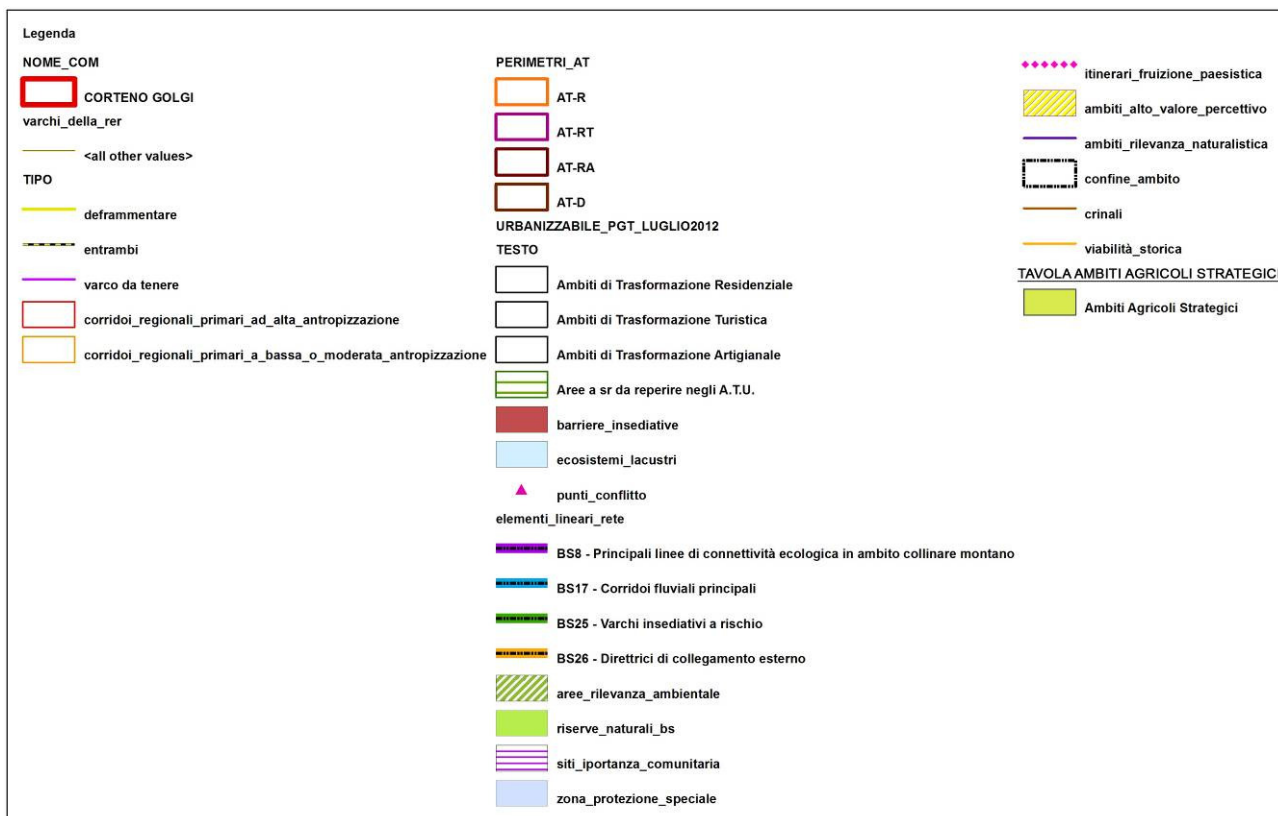 Legenda
NOME_COM
CORTENO GOLGI
varchi_della_rer
<all other values>
TIPO
deframmentare
entrambi
varco da tenere
corridoi_regionali_primari_ad_alta_antropizzazione
corridoi_regionali_primari_a_bassa_o_moderata_antropizzazione
PERIMETRI_AT
AT-R
AT-RT
AT-RA
AT-D
URBANIZZABILE_PGT_LUGLIO2012
TESTO
Ambiti di Trasformazione Residenziale
Ambiti di Trasformazione Turistica
Ambiti di Trasformazione Artigianale
Aree a sr da reperire negli A.T.U.
barriere_insediative
ecosistemi_lacustri
punti_conflitto
elementi_lineari_rete
BS8 - Principali linee di connettività ecologica in ambito collinare montano
BS17 - Corridoi fluviali principali
BS25 - Varchi insediativi a rischio
BS26 - Direttrici di collegamento esterno
aree_rilevanza_ambientale
riserve_naturali_bs
siti_iportanza_comunitaria
zona_protezione_speciale
itinerari_fruizione_paesistica
ambiti_alto_valore_percettivo
ambiti_rilevanza_naturalistica
confine_ambito
crinali
viabilità_storica
TAVOLA AMBITI AGRICOLI STRATEGICI
Ambiti Agricoli Strategici